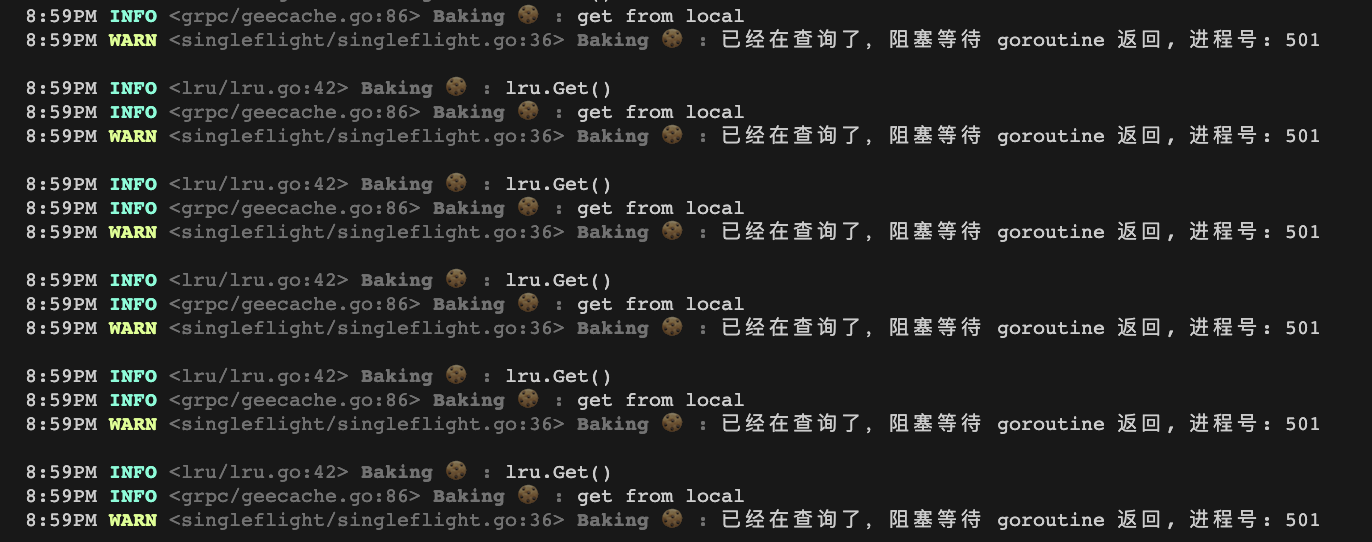 8:59PM INFO <grpc/geecache.go:86> Baking 🍪 : get from local
8:59PM WARN <singleflight/singleflight.go:36> Baking 🍪 : 已经在查询了，阻塞等待 goroutine 返回, 进程号: 501
8:59PM INFO <lru/lru.go:42> Baking 🍪 : lru.Get()
8:59PM INFO <grpc/geecache.go:86> Baking 🍪 : get from local
8:59PM WARN <singleflight/singleflight.go:36> Baking 🍪 : 已经在查询了，阻塞等待 goroutine 返回, 进程号: 501
8:59PM INFO <lru/lru.go:42> Baking 🍪 : lru.Get()
8:59PM INFO <grpc/geecache.go:86> Baking 🍪 : get from local
8:59PM WARN <singleflight/singleflight.go:36> Baking 🍪 : 已经在查询了，阻塞等待 goroutine 返回, 进程号: 501
8:59PM INFO <lru/lru.go:42> Baking 🍪 : lru.Get()
8:59PM INFO <grpc/geecache.go:86> Baking 🍪 : get from local
8:59PM WARN <singleflight/singleflight.go:36> Baking 🍪 : 已经在查询了，阻塞等待 goroutine 返回, 进程号: 501
8:59PM INFO <lru/lru.go:42> Baking 🍪 : lru.Get()
8:59PM INFO <grpc/geecache.go:86> Baking 🍪 : get from local
8:59PM WARN <singleflight/singleflight.go:36> Baking 🍪 : 已经在查询了，阻塞等待 goroutine 返回, 进程号: 501
8:59PM INFO <lru/lru.go:42> Baking 🍪 : lru.Get()
8:59PM INFO <grpc/geecache.go:86> Baking 🍪 : get from local
8:59PM WARN <singleflight/singleflight.go:36> Baking 🍪 : 已经在查询了，阻塞等待 goroutine 返回, 进程号: 501